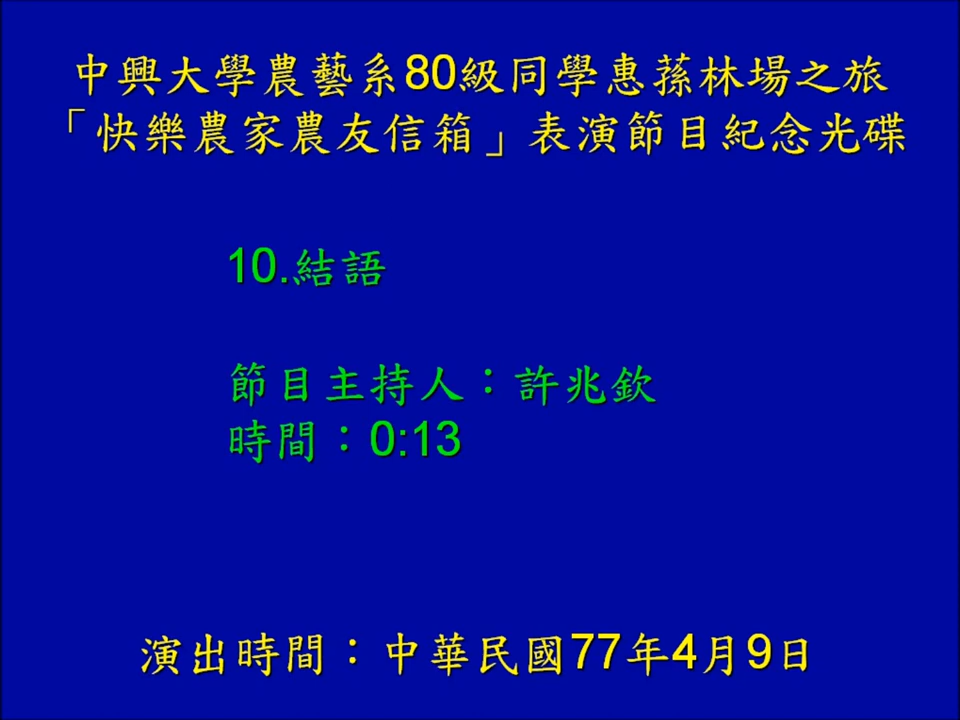 中興大學農藝系80級同學惠蓀林場之旅
「快樂農家農友信箱」表演節目紀念光碟
10.結語
節目主持人：許兆欽
時間：0:13
演出時間：中華民國77年4月9日